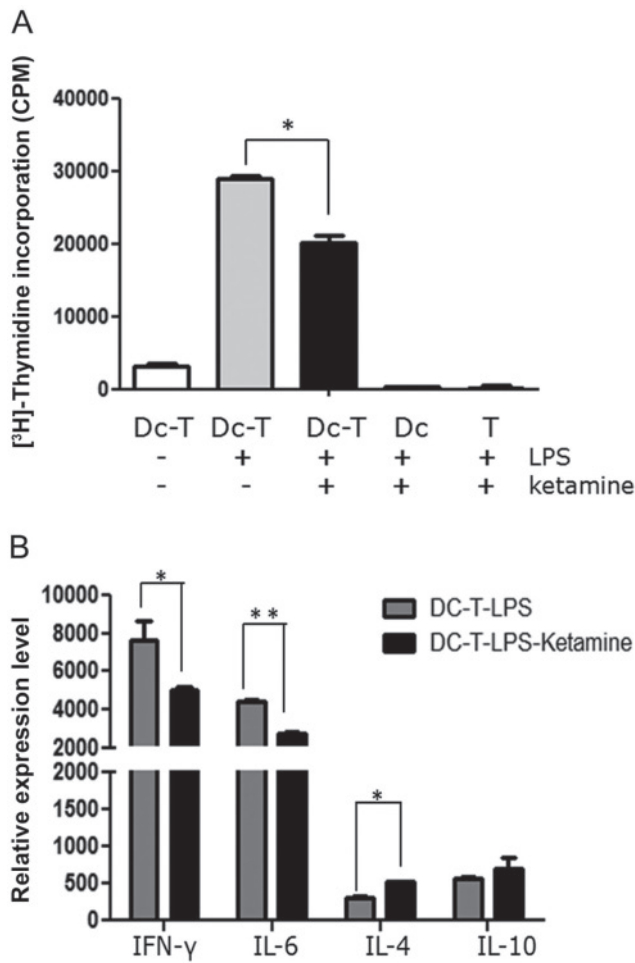 A
[³H]-Thymidine incorporation (CPM)
40000
30000
20000
10000
0
*
Dc-T Dc-T Dc-T Dc T
- + + + + LPS
- - + + + ketamine
B
Relative expression level
10000
8000
6000
4000
2000
2000
1500
1000
500
0
*
**
*
DC-T-LPS
DC-T-LPS-Ketamine
IFN-γ IL-6 IL-4 IL-10